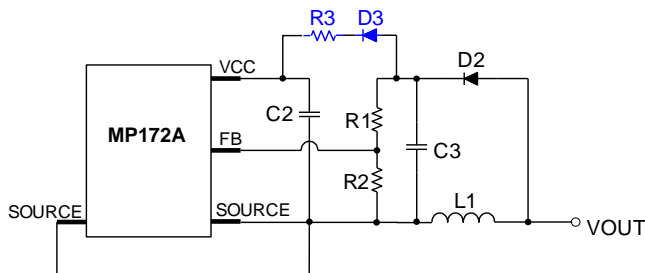 R3 D3
VCC
D2
C2
R1
MP172A
FB
C3
R2
SOURCE
SOURCE
L1
VOUT